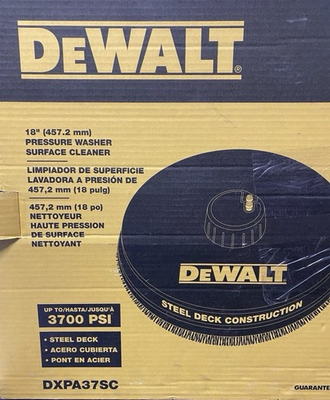 DEWALT®
18" (457.2 mm)
PRESSURE WASHER
SURFACE CLEANER
LIMPIADOR DE SUPERFICIE
LAVADORA A PRESIÓN DE
457,2 mm (18 pulg)
457,2 mm (18 po)
NETTOYEUR
HAUTE PRESSION
DE SURFACE
NETTOYANT
DEWALT
STEEL DECK CONSTRUCTION
UP TO/HASTA/JUSQU'À
3700 PSI
• STEEL DECK
• ACERO CUBIERTA
• PONT EN ACIER
DXPA37SC
GUARANTE